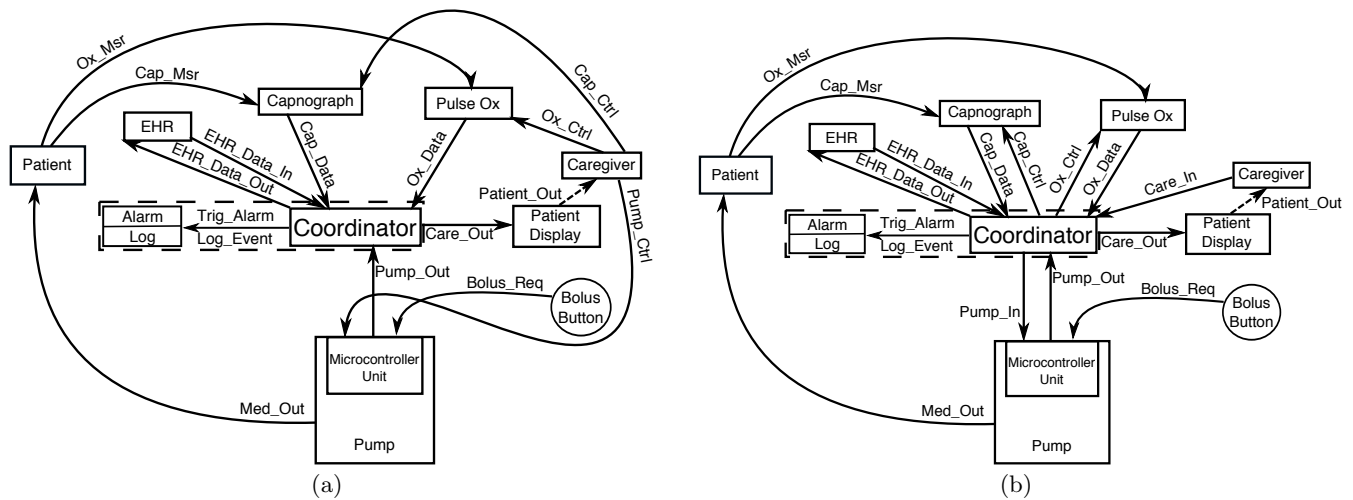 Ox_Msr
Cap_Msr
Cap_Ctrl
Capnograph
Pulse Ox
EHR
EHR_Data_In
EHR_Data_Out
Cap_Data
Ox_Data
Ox_Ctrl
Patient
Caregiver
Patient_Out
Pump_Ctrl
Alarm
Log
Trig_Alarm
Log_Event
Coordinator
Care_Out
Patient
Display
Pump_Out
Bolus_Req
Bolus
Button
Microcontroller
Unit
Med_Out
Pump
(a)
Ox_Msr
Cap_Msr
Capnograph
Pulse Ox
EHR
EHR_Data_In
EHR_Data_Out
Cap_Data
Cap_Ctrl
Ox_Ctrl
Ox_Data
Patient
Care_In
Caregiver
Patient_Out
Alarm
Log
Trig_Alarm
Log_Event
Coordinator
Care_Out
Patient
Display
Pump_In
Pump_Out
Bolus_Req
Bolus
Button
Microcontroller
Unit
Med_Out
Pump
(b)